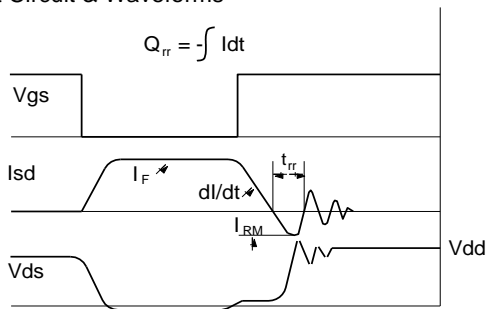 Circuit & Waveforms
Qrr = -∫ Idt
Vgs
Isd
IF
dI/dt
trr
IRM
Vdd
Vds